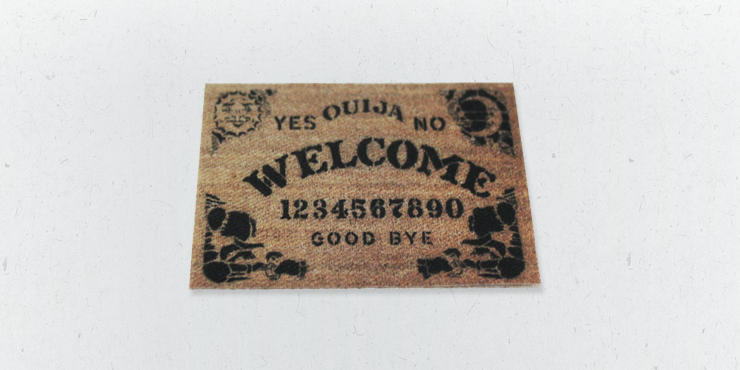 YES OUIJA NO
WELCOME
1234567890
GOOD BYE